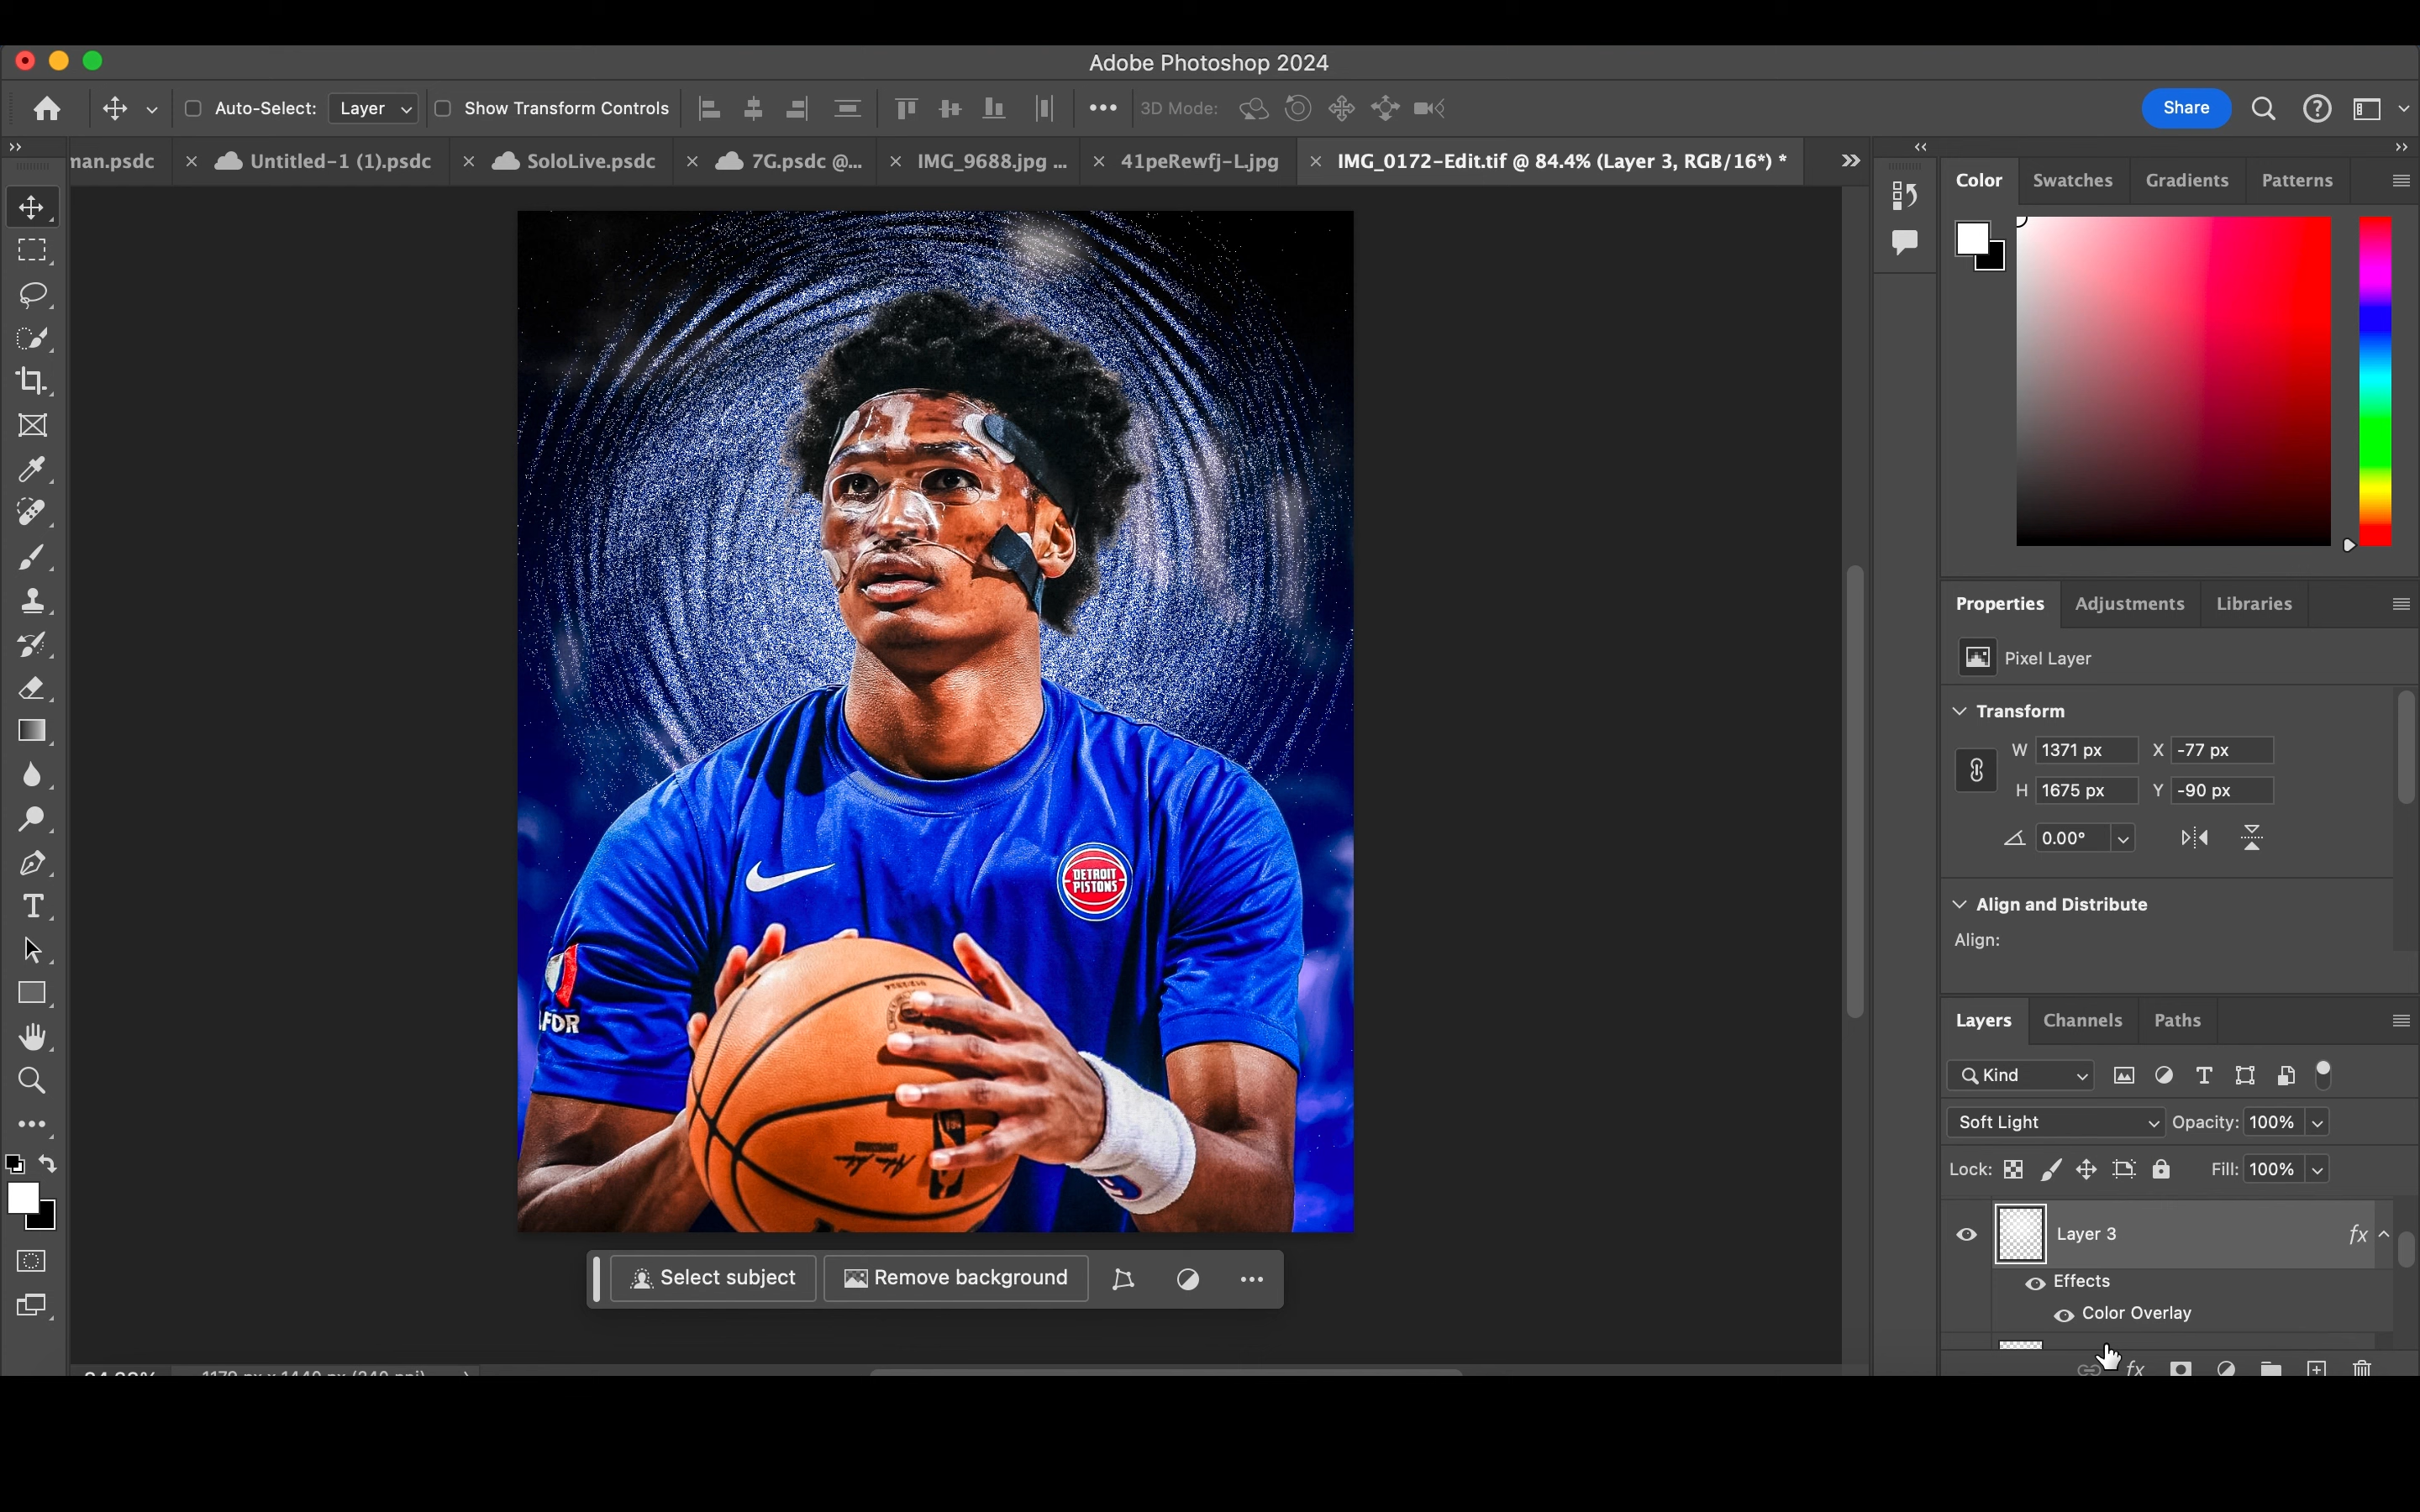 Adobe Photoshop 2024
Auto-Select: Layer Show Transform Controls 3D Mode: Share
man.psdc Untitled-1 (1).psdc SoloLive.psdc 7G.psdc @... IMG_9688.jpg ... 41peRewfj-L.jpg IMG_0172-Edit.tif @ 84.4% (Layer 3, RGB/16*) *
Color Swatches Gradients Patterns
Properties Adjustments Libraries
Pixel Layer
Transform
W 1371 px X -77 px
H 1675 px Y -90 px
0.00°
Align and Distribute
Align:
DETROIT
PISTONS
FDR
Layers Channels Paths
Kind
Soft Light Opacity: 100%
Lock: Fill: 100%
Layer 3 fx
Effects
Color Overlay
fx
Select subject Remove background